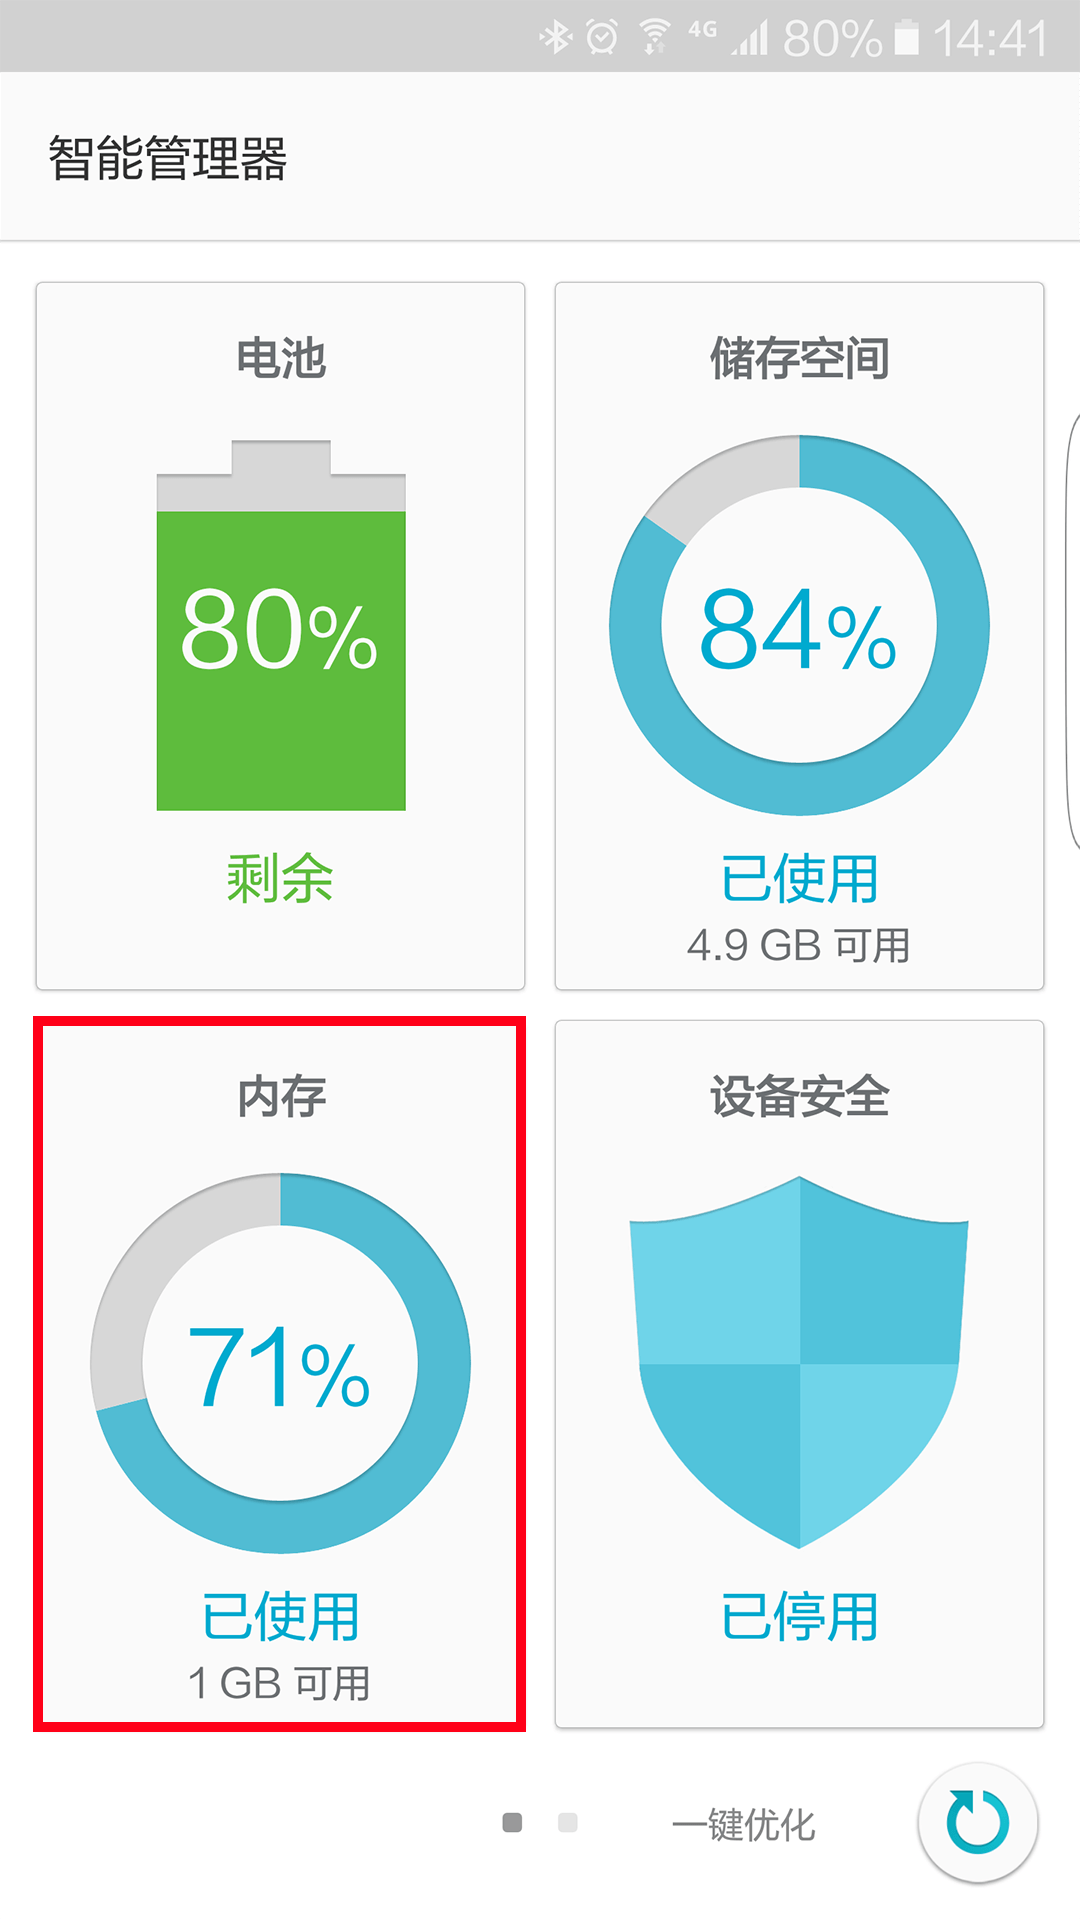 4G 80% 14:41
智能管理器
电池
80%
剩余
储存空间
84%
已使用
4.9 GB 可用
内存
71%
已使用
1 GB 可用
设备安全
已停用
一键优化